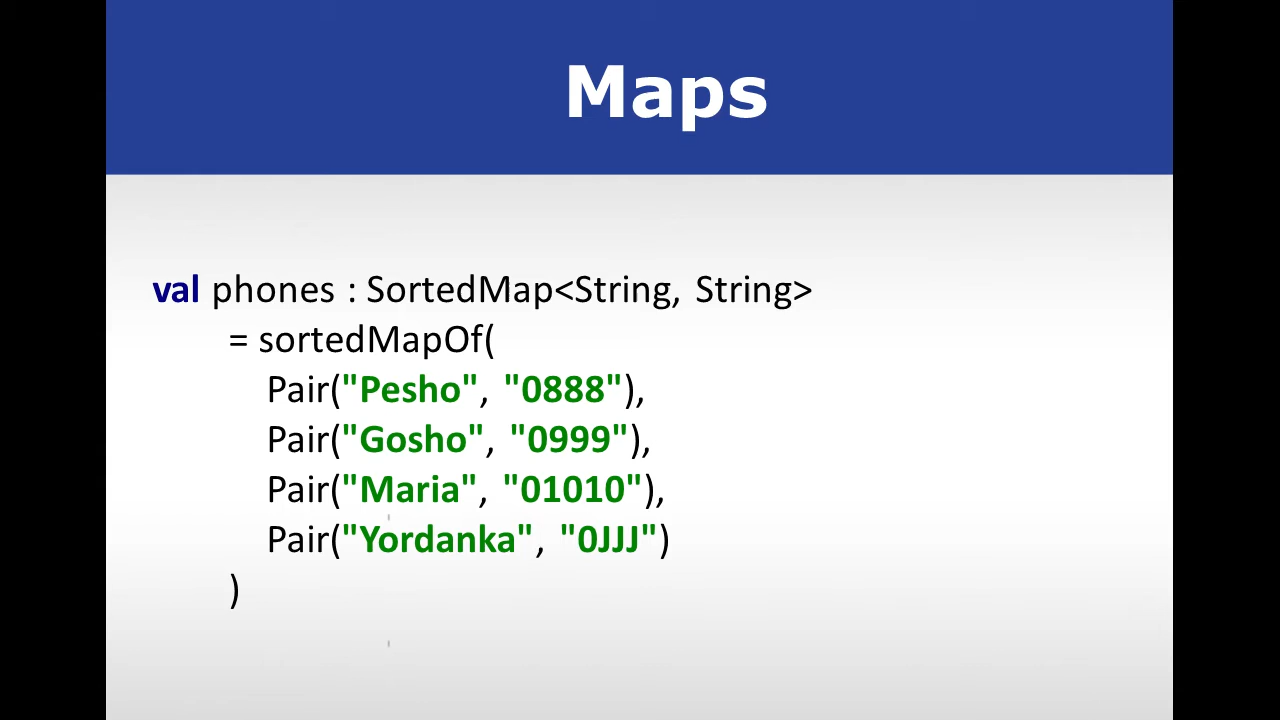 Maps
val phones : SortedMap<String, String>
= sortedMapOf(
Pair("Pesho", "0888"),
Pair("Gosho", "0999"),
Pair("Maria", "01010"),
Pair("Yordanka", "0JJJ")
)